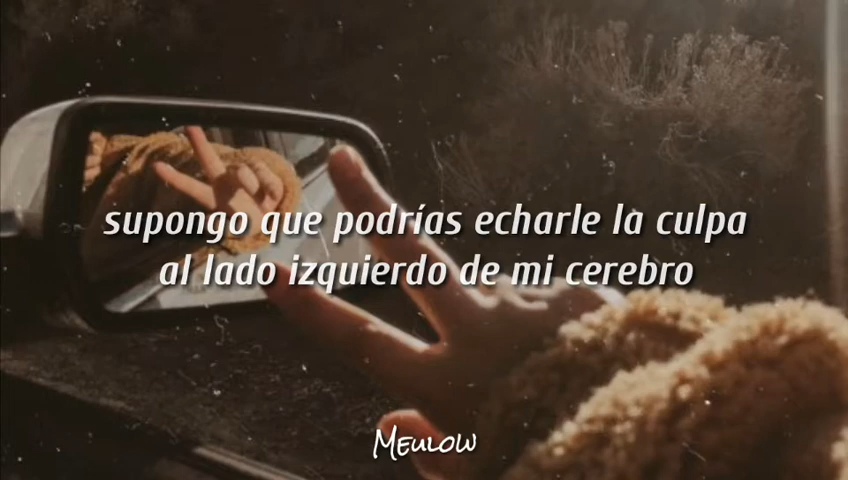 supongo que podrías echarle la culpa
al lado izquierdo de mi cerebro
Meulow